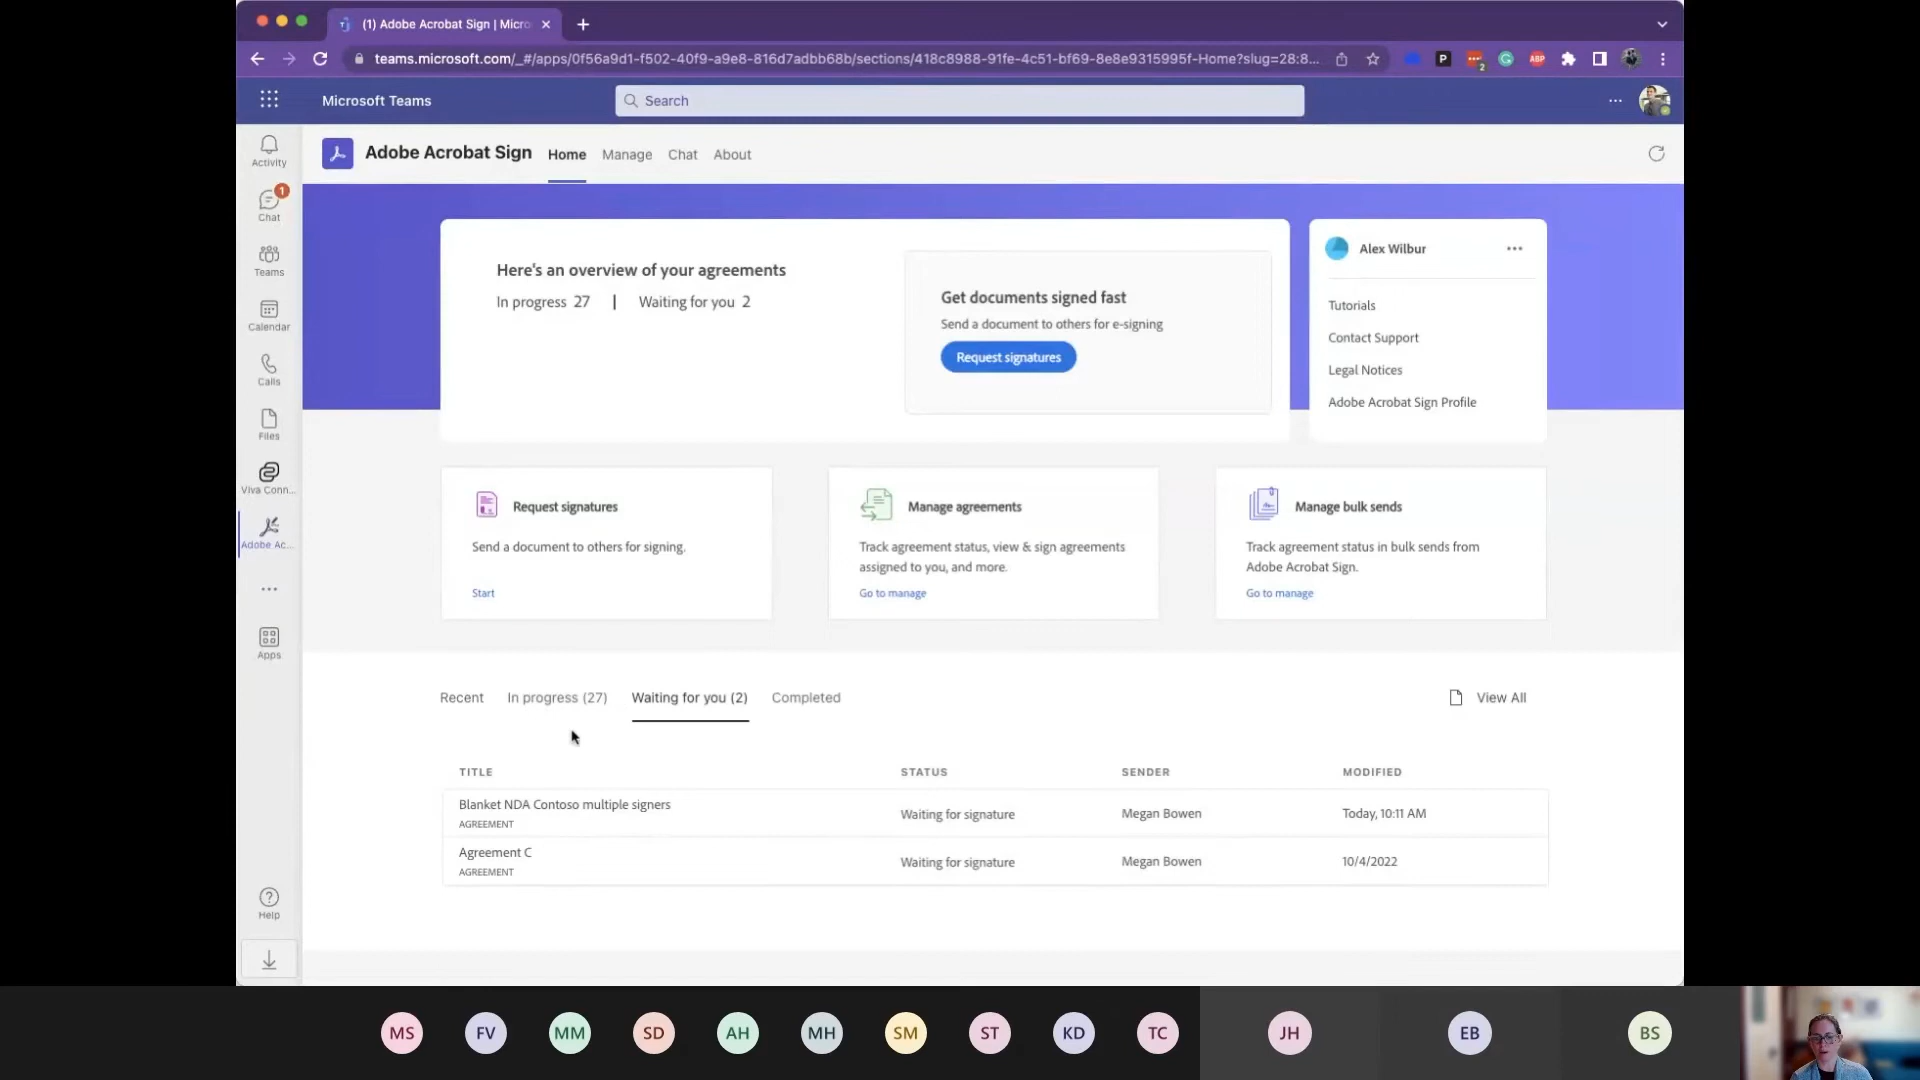 (1) Adobe Acrobat Sign | Micro
teams.microsoft.com/_#/apps/0f56a9d1-f502-40f9-a9e8-816d7adbb68b/sections/418c8988-91fe-4c51-bf69-8e8e9315995f-Home?slug=28:8...
P
2
ABP
Microsoft Teams
Search
Activity
1
Chat
Teams
Calendar
Calls
Files
Viva Conn...
Adobe Ac...
Apps
Help
Adobe Acrobat Sign
Home
Manage
Chat
About
Here's an overview of your agreements
In progress 27 | Waiting for you 2
Get documents signed fast
Send a document to others for e-signing
Request signatures
Alex Wilbur
Tutorials
Contact Support
Legal Notices
Adobe Acrobat Sign Profile
Request signatures
Send a document to others for signing.
Start
Manage agreements
Track agreement status, view & sign agreements
assigned to you, and more.
Go to manage
Manage bulk sends
Track agreement status in bulk sends from
Adobe Acrobat Sign.
Go to manage
Recent
In progress (27)
Waiting for you (2)
Completed
View All
TITLE STATUS SENDER MODIFIED
Blanket NDA Contoso multiple signers Waiting for signature Megan Bowen Today, 10:11 AM
AGREEMENT
Agreement C Waiting for signature Megan Bowen 10/4/2022
AGREEMENT
MS FV MM SD AH MH SM ST KD TC JH EB BS